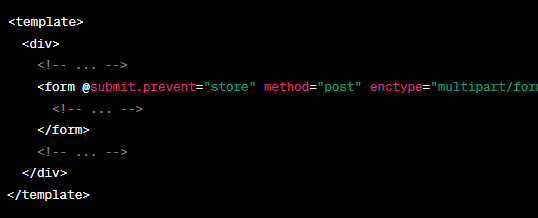 <template>
<div>
<!-- ... -->
<form @submit.prevent="store" method="post" enctype="multipart/for
<!-- ... -->
</form>
<!-- ... -->
</div>
</template>